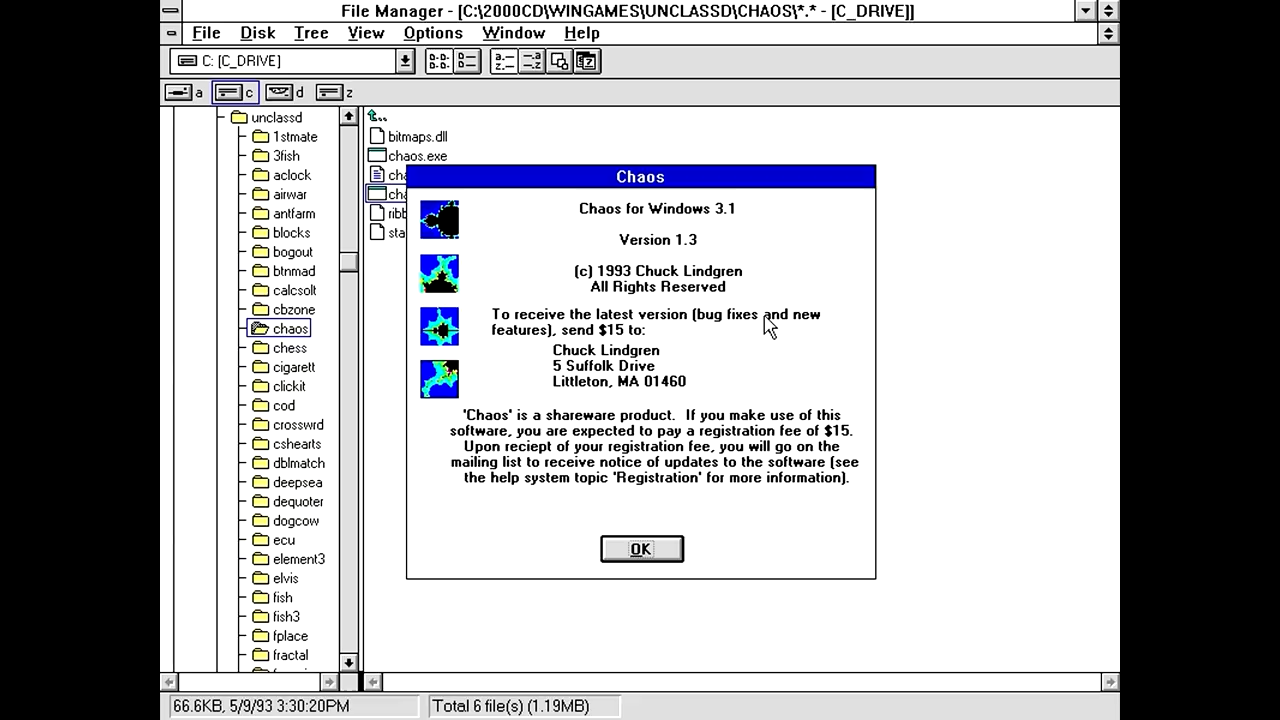 File Manager - [C:\2000CD\WINGAMES\UNCLASSD\CHAOS\*.* - [C_DRIVE]]
File Disk Tree View Options Window Help
C: [C_DRIVE]
a c d z
unclassd
1stmate
3fish
aclock
airwar
antfarm
blocks
bogout
btnmad
calcsolt
cbzone
chaos
chess
cigarett
clickit
cod
crosswrd
cshearts
dblmatch
deepsea
dequoter
dogcow
ecu
element3
elvis
fish
fish3
fplace
fractal
..
bitmaps.dll
chaos.exe
cha
cha
ribb
sta
Chaos
Chaos for Windows 3.1
Version 1.3
(c) 1993 Chuck Lindgren
All Rights Reserved
To receive the latest version (bug fixes and new
features), send $15 to:
Chuck Lindgren
5 Suffolk Drive
Littleton, MA 01460
'Chaos' is a shareware product. If you make use of this
software, you are expected to pay a registration fee of $15.
Upon reciept of your registration fee, you will go on the
mailing list to receive notice of updates to the software (see
the help system topic 'Registration' for more information).
OK
66.6KB, 5/9/93 3:30:20PM
Total 6 file(s) (1.19MB)